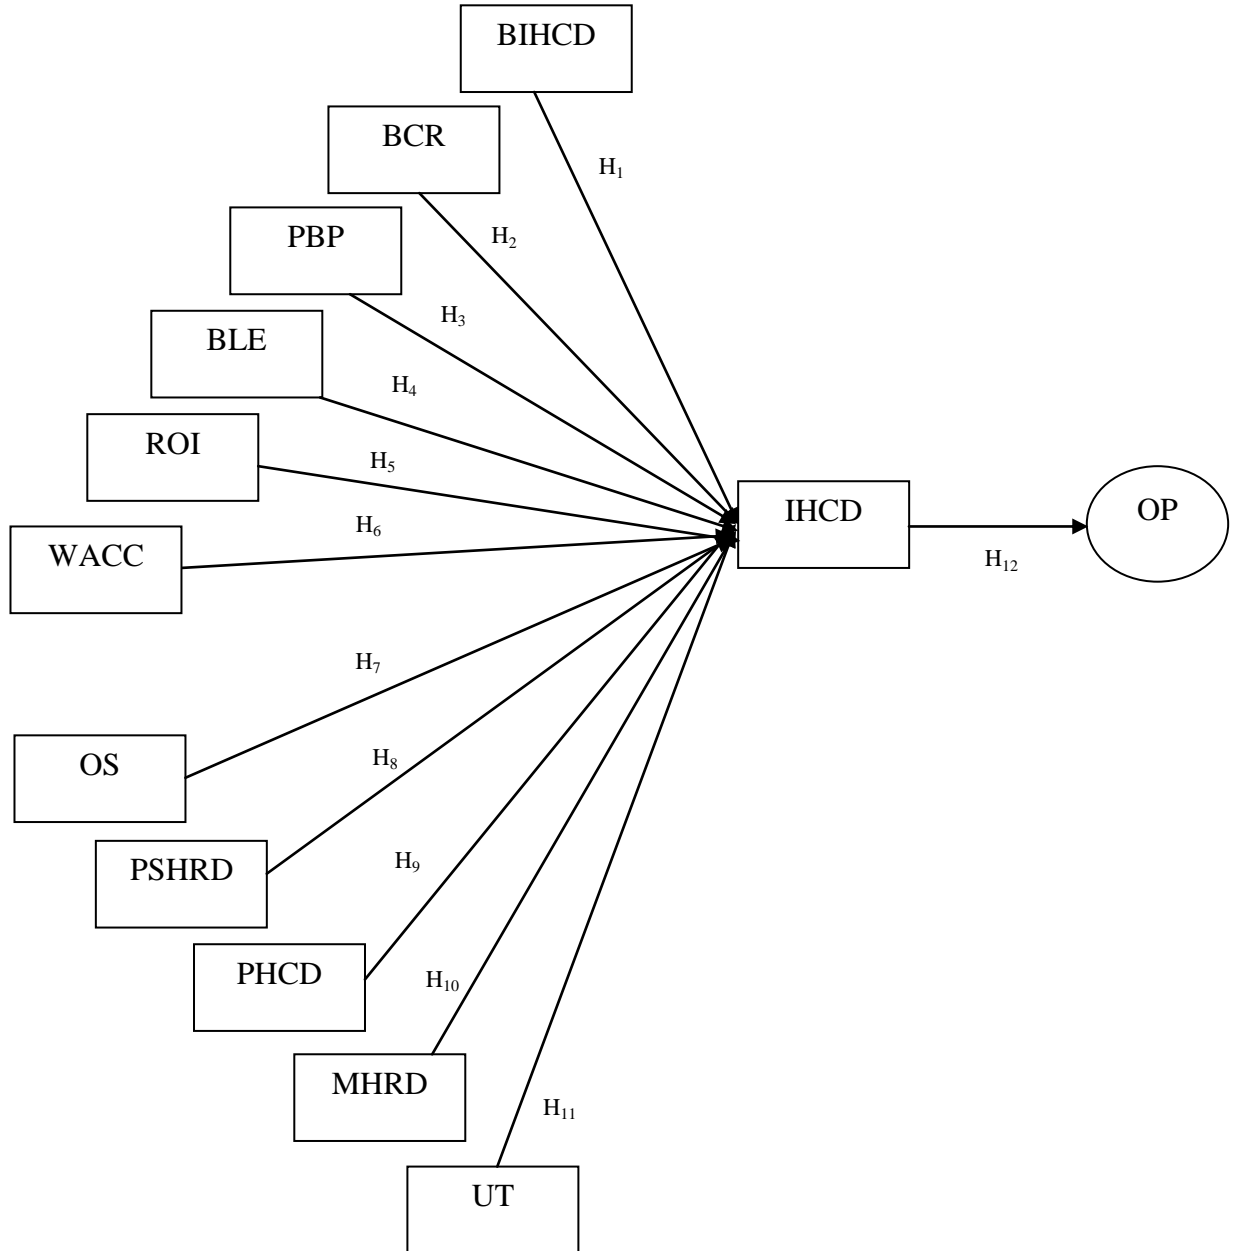 BIHCD
BCR
H₁
PBP
H₂
BLE
H₃
H₄
ROI
H₅
WACC
H₆
IHCD
OP
H₁₂
H₇
OS
H₈
PSHRD
H₉
PHCD
H₁₀
MHRD
H₁₁
UT